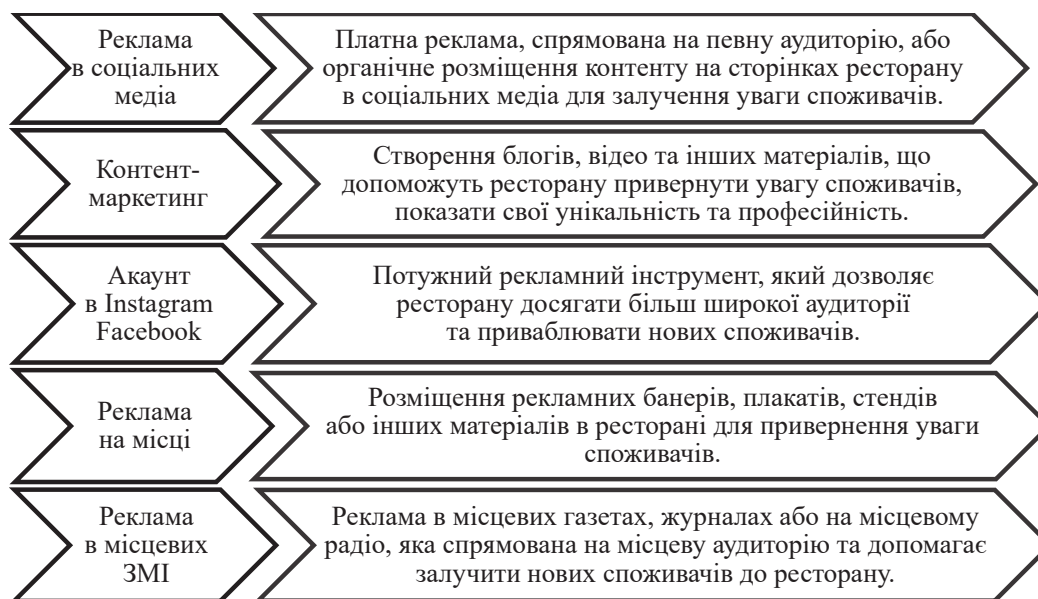 Реклама
в соціальних
медіа
Платна реклама, спрямована на певну аудиторію, або
органічне розміщення контенту на сторінках ресторану
в соціальних медіа для залучення уваги споживачів.
Контент-
маркетинг
Створення блогів, відео та інших матеріалів, що
допоможуть ресторану привернути увагу споживачів,
показати свої унікальність та професійність.
Акаунт
в Instagram
Facebook
Потужний рекламний інструмент, який дозволяє
ресторану досягати більш широкої аудиторії
та приваблювати нових споживачів.
Реклама
на місці
Розміщення рекламних банерів, плакатів, стендів
або інших матеріалів в ресторані для привернення уваги
споживачів.
Реклама
в місцевих
ЗМІ
Реклама в місцевих газетах, журналах або на місцевому
радіо, яка спрямована на місцеву аудиторію та допомагає
залучити нових споживачів до ресторану.